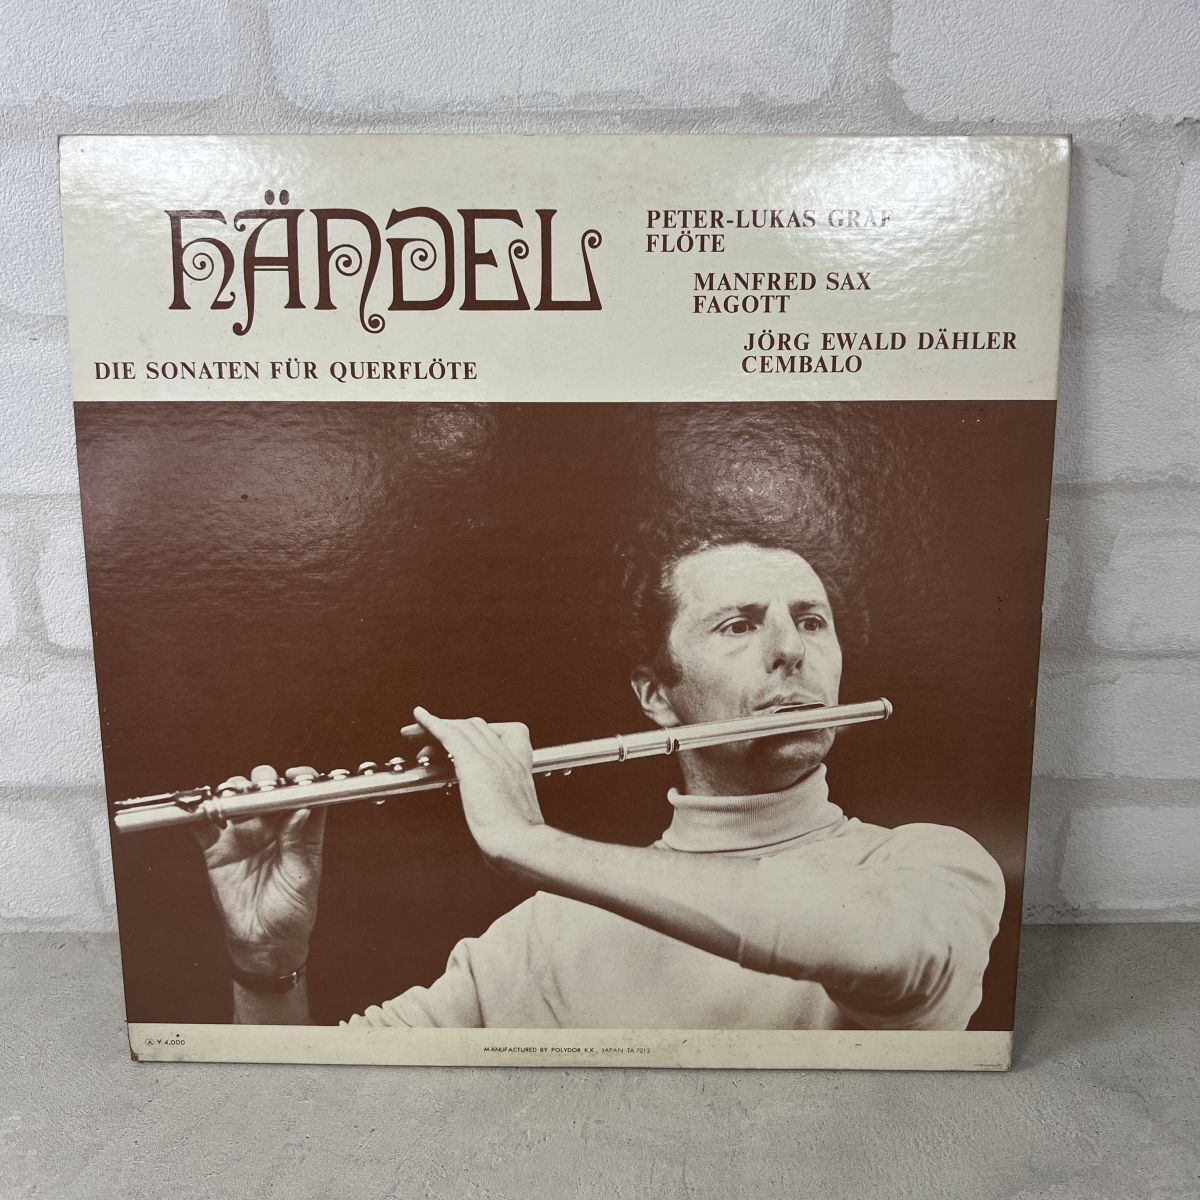 HÄNDEL
DIE SONATEN FÜR QUERFLÖTE
PETER-LUKAS GRAF
FLÖTE
MANFRED SAX
FAGOTT
JÖRG EWALD DÄHLER
CEMBALO
Ⓐ ¥4,000
MANUFACTURED BY POLYDOR K.K., JAPAN TA7212